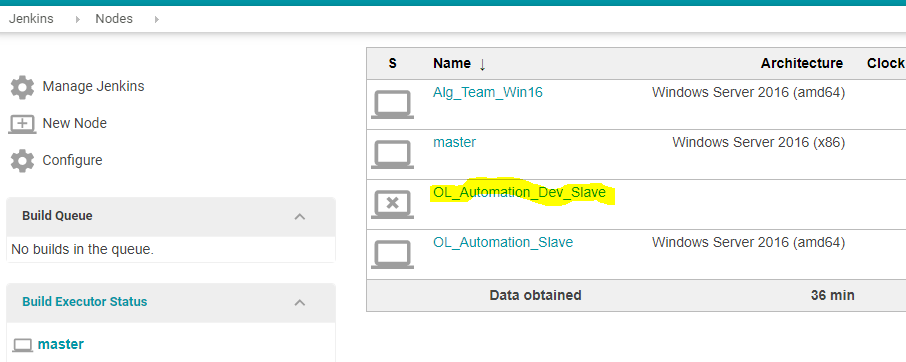 Jenkins Nodes
Manage Jenkins
New Node
Configure
Build Queue
No builds in the queue.
Build Executor Status
master
S Name ↓ Architecture Clock
Alg_Team_Win16 Windows Server 2016 (amd64)
master Windows Server 2016 (x86)
OL_Automation_Dev_Slave
OL_Automation_Slave Windows Server 2016 (amd64)
Data obtained 36 min